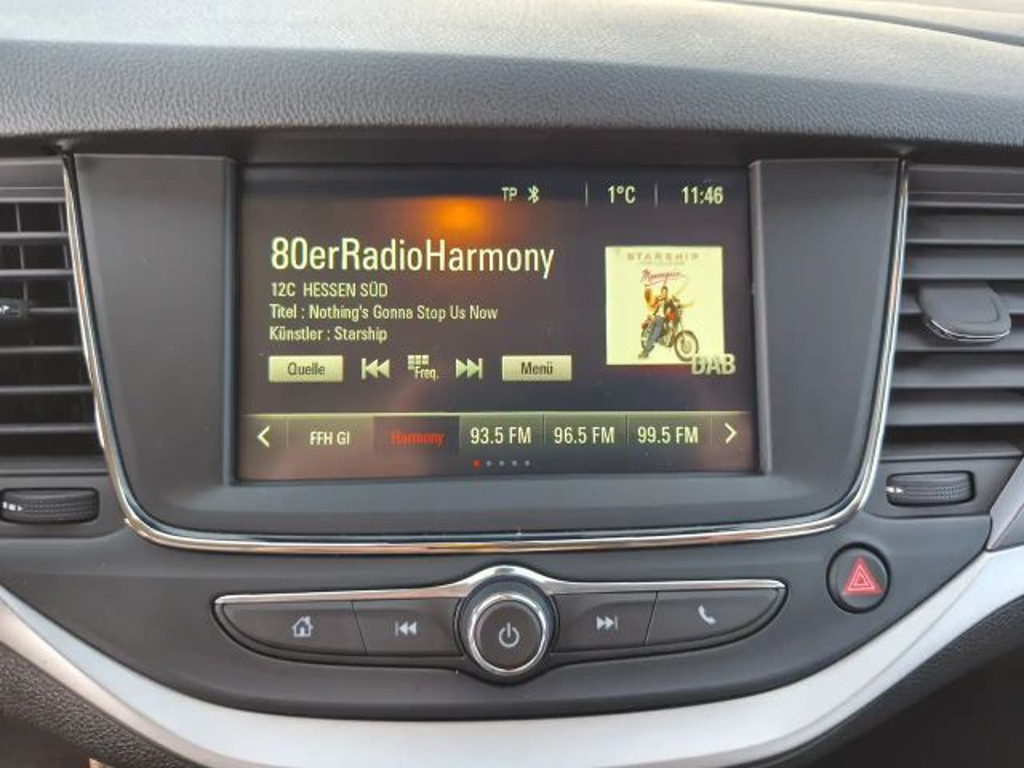 TP 1°C 11:46
80erRadioHarmony
12C HESSEN SÜD
Titel : Nothing's Gonna Stop Us Now
Künstler : Starship
STARSHIP
Mannequin
DAB
Quelle Freq. Menü
FFH GI Harmony 93.5 FM 96.5 FM 99.5 FM